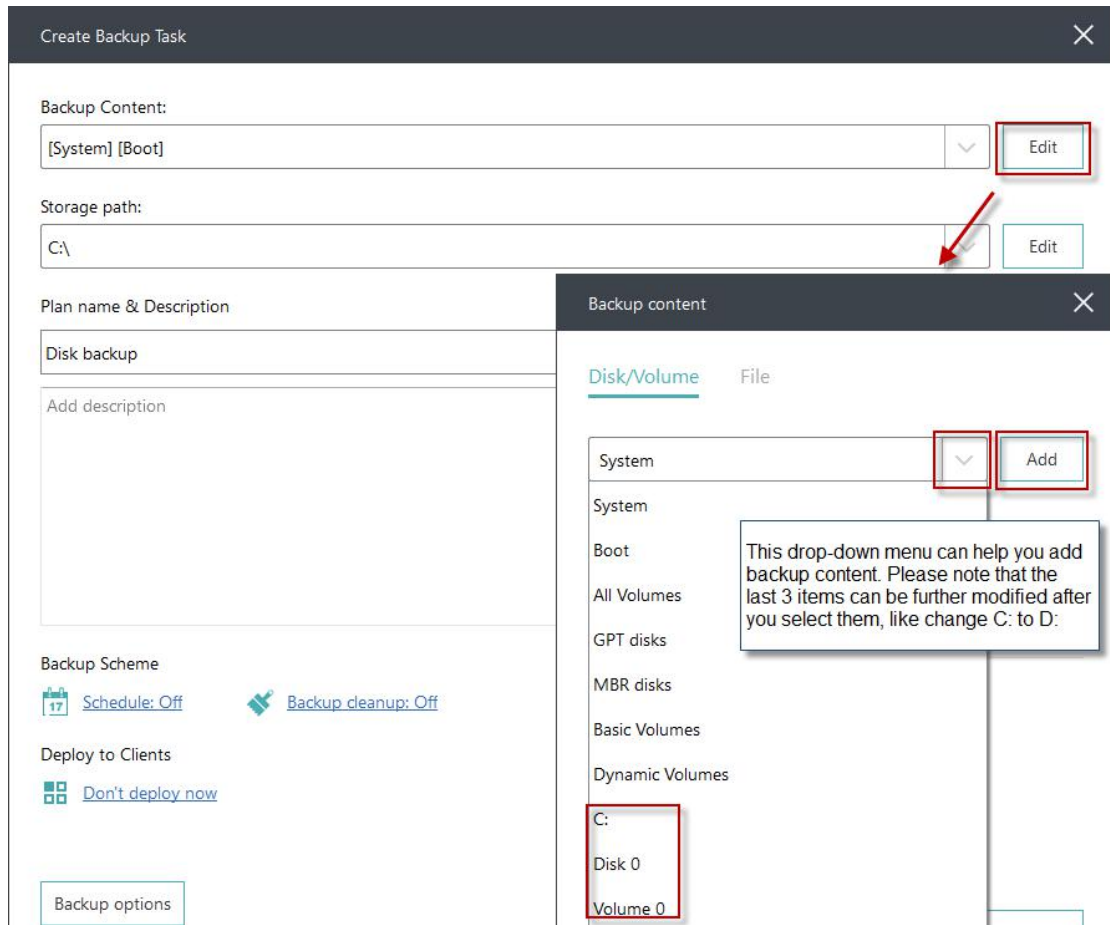 Create Backup Task
Backup Content:
[System] [Boot]
Edit
Storage path:
C:\
Edit
Plan name & Description
Disk backup
Add description
Backup Scheme
17
Schedule: Off
Backup cleanup: Off
Deploy to Clients
Don't deploy now
Backup options
Backup content
Disk/Volume
File
System
Add
System
Boot
All Volumes
GPT disks
MBR disks
Basic Volumes
Dynamic Volumes
C:
Disk 0
Volume 0
This drop-down menu can help you add
backup content. Please note that the
last 3 items can be further modified after
you select them, like change C: to D: